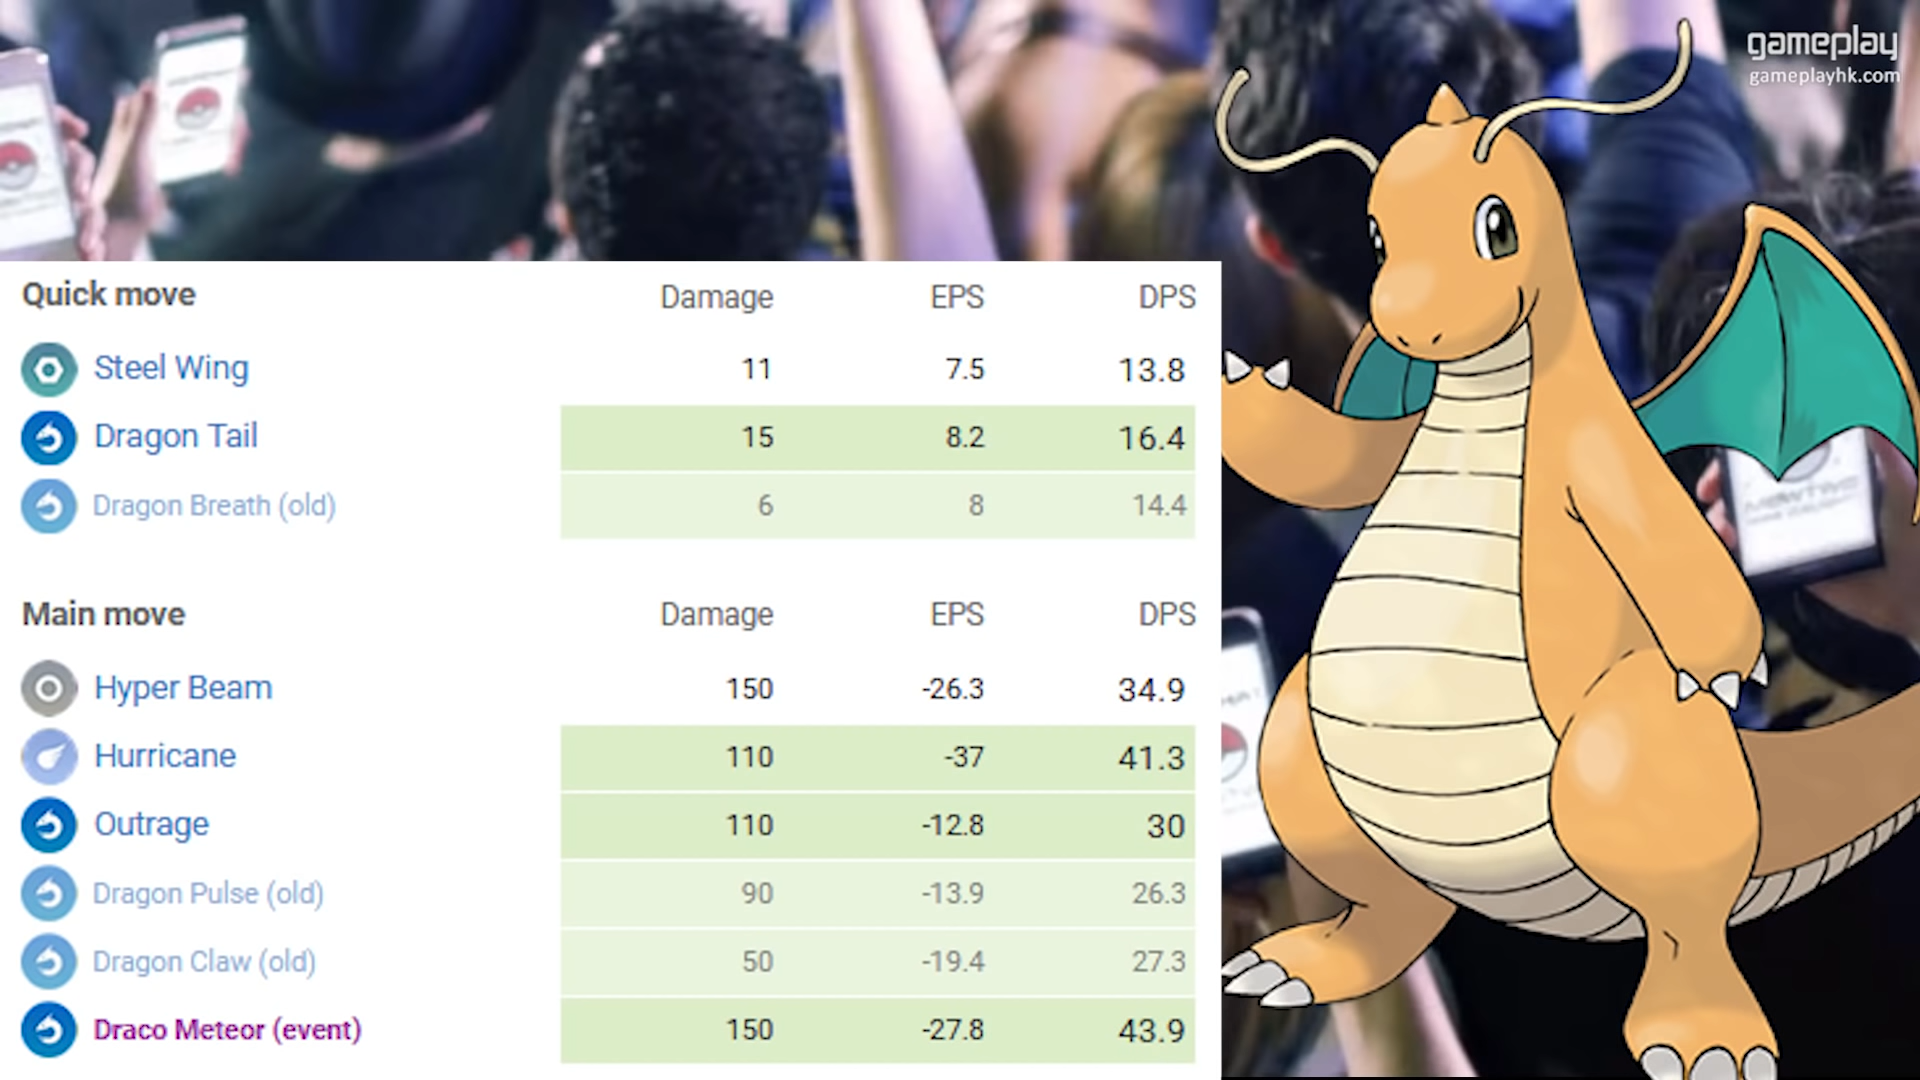 gameplay
gameplayhk.com
Quick move Damage EPS DPS
Steel Wing 11 7.5 13.8
Dragon Tail 15 8.2 16.4
Dragon Breath (old) 6 8 14.4
Main move Damage EPS DPS
Hyper Beam 150 -26.3 34.9
Hurricane 110 -37 41.3
Outrage 110 -12.8 30
Dragon Pulse (old) 90 -13.9 26.3
Dragon Claw (old) 50 -19.4 27.3
Draco Meteor (event) 150 -27.8 43.9